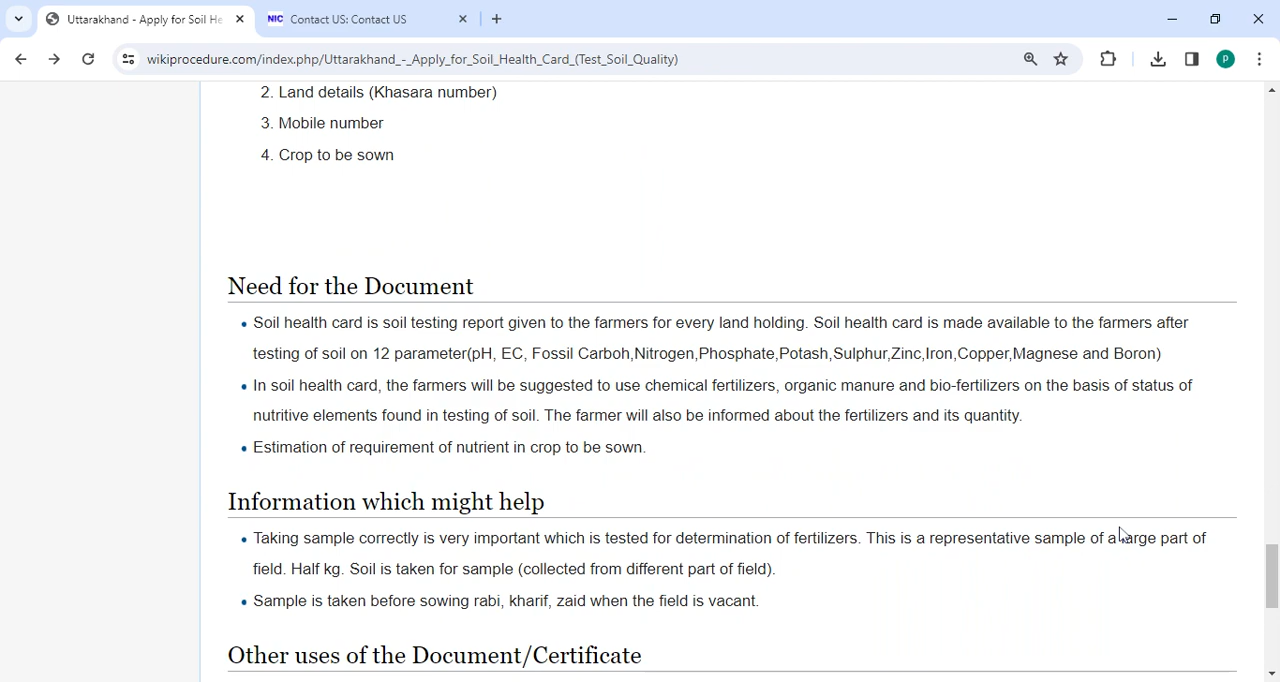 Uttarakhand - Apply for Soil He
NIC Contact US: Contact US
wikiprocedure.com/index.php/Uttarakhand_-_Apply_for_Soil_Health_Card_(Test_Soil_Quality)
P
2. Land details (Khasara number)
3. Mobile number
4. Crop to be sown
Need for the Document
Soil health card is soil testing report given to the farmers for every land holding. Soil health card is made available to the farmers after
testing of soil on 12 parameter(pH, EC, Fossil Carboh,Nitrogen,Phosphate,Potash,Sulphur,Zinc,Iron,Copper,Magnese and Boron)
In soil health card, the farmers will be suggested to use chemical fertilizers, organic manure and bio-fertilizers on the basis of status of
nutritive elements found in testing of soil. The farmer will also be informed about the fertilizers and its quantity.
Estimation of requirement of nutrient in crop to be sown.
Information which might help
Taking sample correctly is very important which is tested for determination of fertilizers. This is a representative sample of a large part of
field. Half kg. Soil is taken for sample (collected from different part of field).
Sample is taken before sowing rabi, kharif, zaid when the field is vacant.
Other uses of the Document/Certificate